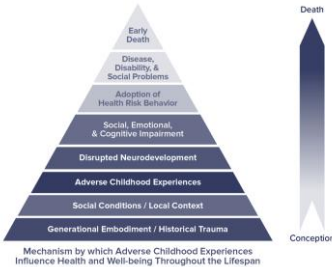 Death
Early
Death
Disease,
Disability, &
Social Problems
Adoption of
Health Risk Behavior
Social, Emotional,
& Cognitive Impairment
Disrupted Neurodevelopment
Adverse Childhood Experiences
Social Conditions / Local Context
Generational Embodiment / Historical Trauma
Conception
Mechanism by which Adverse Childhood Experiences
Influence Health and Well-being Throughout the Lifespan